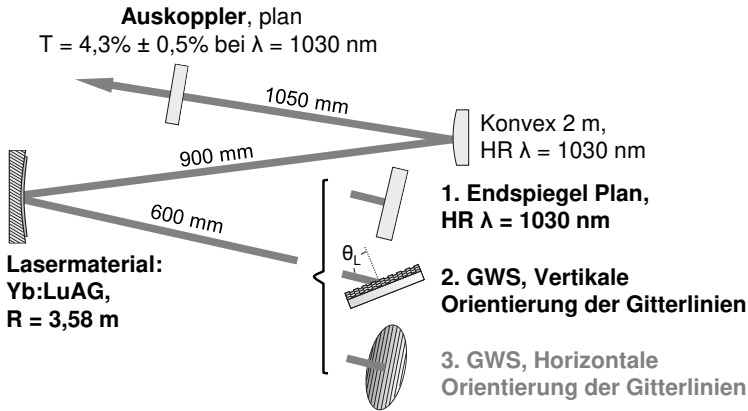 Auskoppler, plan
T = 4,3% ± 0,5% bei λ = 1030 nm
1050 mm
Konvex 2 m,
HR λ = 1030 nm
900 mm
600 mm
1. Endspiegel Plan,
HR λ = 1030 nm
θL
Lasermaterial:
Yb:LuAG,
R = 3,58 m
2. GWS, Vertikale
Orientierung der Gitterlinien
3. GWS, Horizontale
Orientierung der Gitterlinien